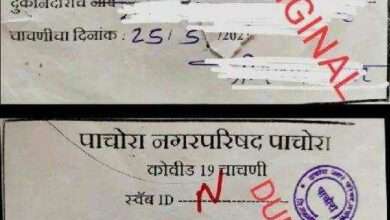 दुकानदाराचे नाव
चाचणीचा दिनांक : 25/5/202
ORIGINAL
पाचोरा नगरपरिषद पाचोरा
कोवीड 19 चाचणी
स्वॅब ID ---- N ----
DU
पाचोरा